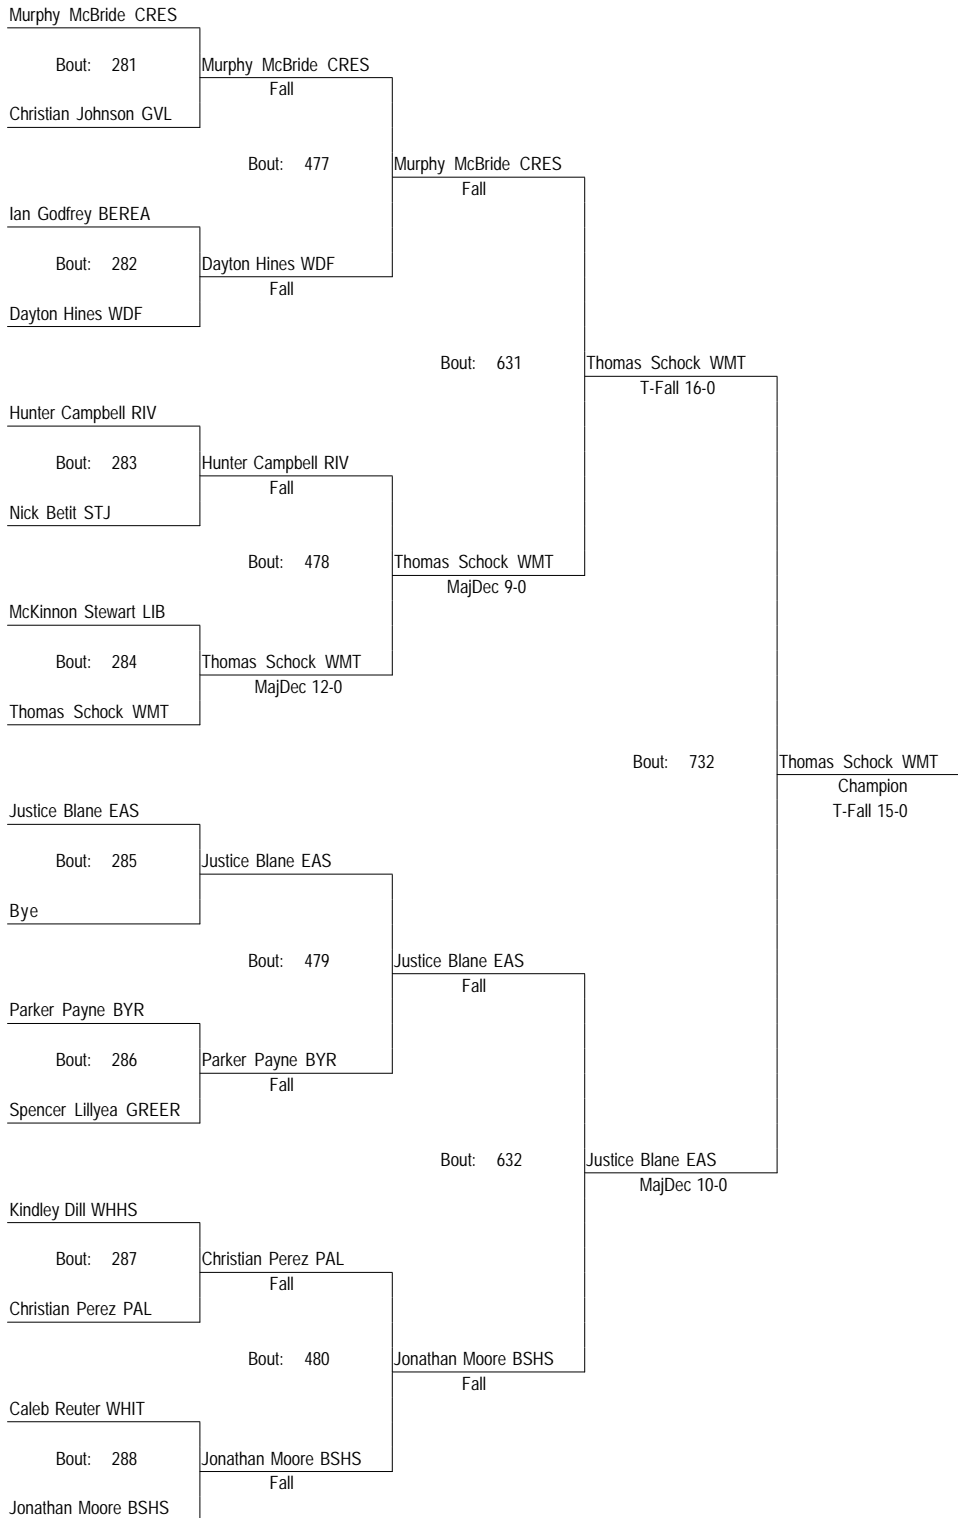 Murphy McBride CRES
Bout: 281
Murphy McBride CRES
Fall
Christian Johnson GVL
Bout: 477
Murphy McBride CRES
Fall
Ian Godfrey BEREA
Bout: 282
Dayton Hines WDF
Fall
Dayton Hines WDF
Bout: 631
Thomas Schock WMT
T-Fall 16-0
Hunter Campbell RIV
Bout: 283
Hunter Campbell RIV
Fall
Nick Betit STJ
Bout: 478
Thomas Schock WMT
MajDec 9-0
McKinnon Stewart LIB
Bout: 284
Thomas Schock WMT
MajDec 12-0
Thomas Schock WMT
Bout: 732
Thomas Schock WMT
Champion
T-Fall 15-0
Justice Blane EAS
Bout: 285
Justice Blane EAS
Bye
Bout: 479
Justice Blane EAS
Fall
Parker Payne BYR
Bout: 286
Parker Payne BYR
Fall
Spencer Lillyea GREER
Bout: 632
Justice Blane EAS
MajDec 10-0
Kindley Dill WHHS
Bout: 287
Christian Perez PAL
Fall
Christian Perez PAL
Bout: 480
Jonathan Moore BSHS
Fall
Caleb Reuter WHIT
Bout: 288
Jonathan Moore BSHS
Fall
Jonathan Moore BSHS